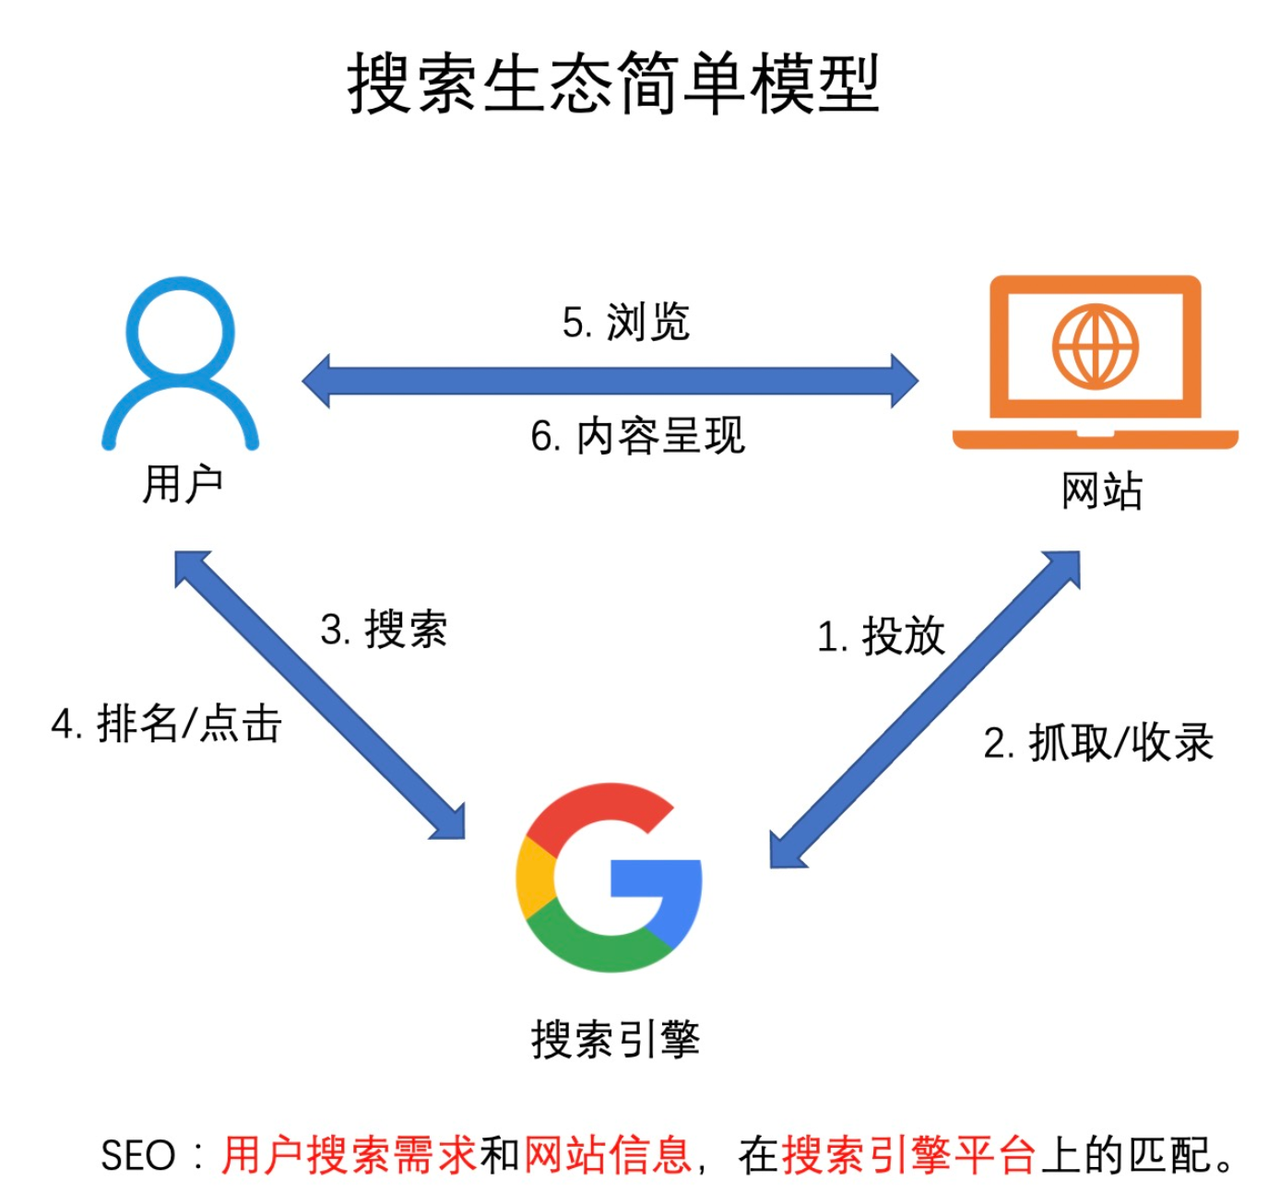 搜索生态简单模型
5. 浏览
6. 内容呈现
用户
网站
3. 搜索
1. 投放
4. 排名/点击
2. 抓取/收录
搜索引擎
SEO：用户搜索需求和网站信息，在搜索引擎平台上的匹配。